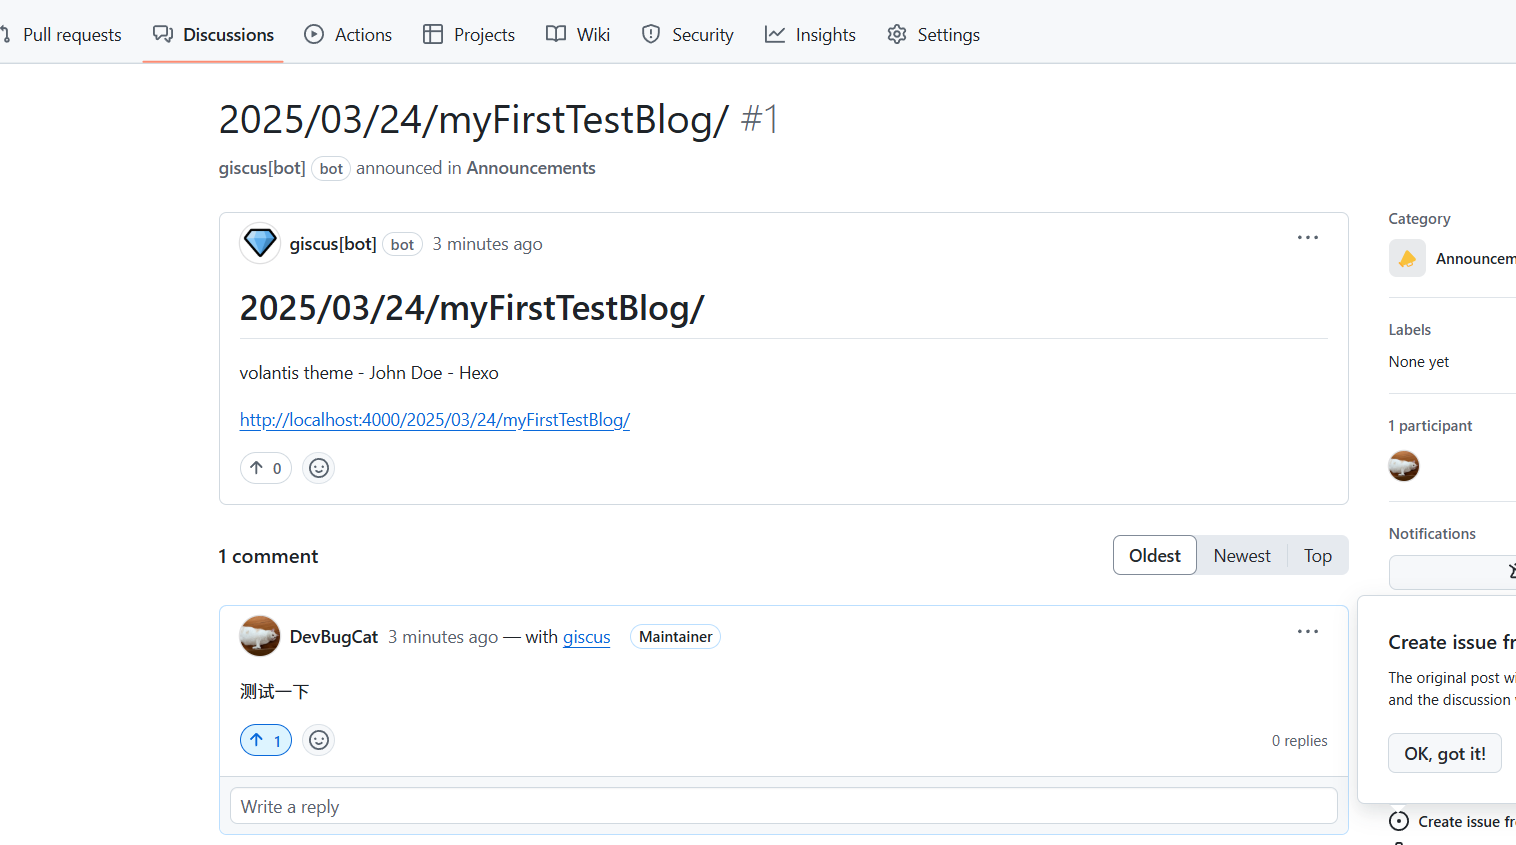 Pull requests Discussions Actions Projects Wiki Security Insights Settings
2025/03/24/myFirstTestBlog/ #1
giscus[bot] bot announced in Announcements
giscus[bot] bot 3 minutes ago
2025/03/24/myFirstTestBlog/
volantis theme - John Doe - Hexo
http://localhost:4000/2025/03/24/myFirstTestBlog/
0
1 comment
Oldest Newest Top
DevBugCat 3 minutes ago — with giscus Maintainer
测试一下
1
0 replies
Write a reply
Category
Announcem
Labels
None yet
1 participant
Notifications
Create issue fr
The original post wi
and the discussion
OK, got it!
Create issue fro